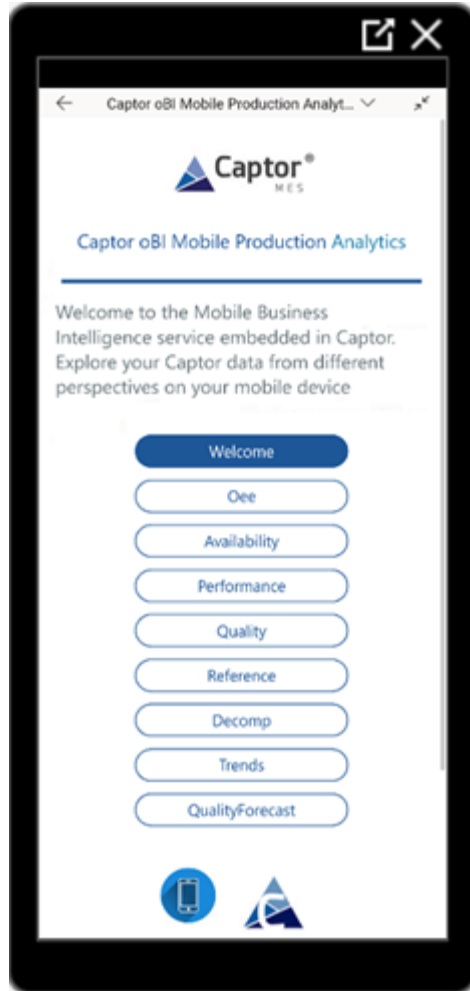 Captor oBI Mobile Production Analyt...
Captor®
MES
Captor oBI Mobile Production Analytics
Welcome to the Mobile Business
Intelligence service embedded in Captor.
Explore your Captor data from different
perspectives on your mobile device
Welcome
Oee
Availability
Performance
Quality
Reference
Decomp
Trends
QualityForecast